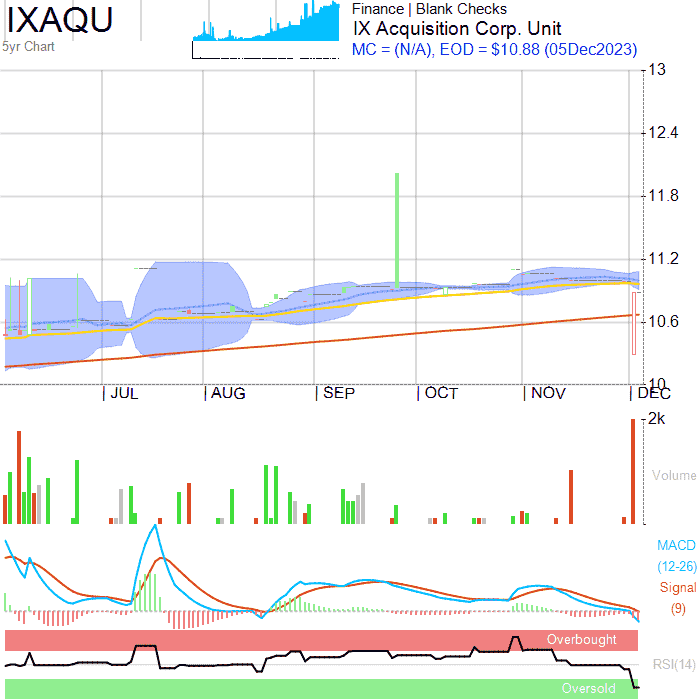 IXAQU
5yr Chart
Finance | Blank Checks
IX Acquisition Corp. Unit
MC = (N/A), EOD = $10.88 (05Dec2023)
13
12.4
11.8
11.2
10.6
10
JUL AUG SEP OCT NOV DEC
2k
Volume
MACD
(12-26)
Signal
(9)
Overbought
RSI(14)
Oversold